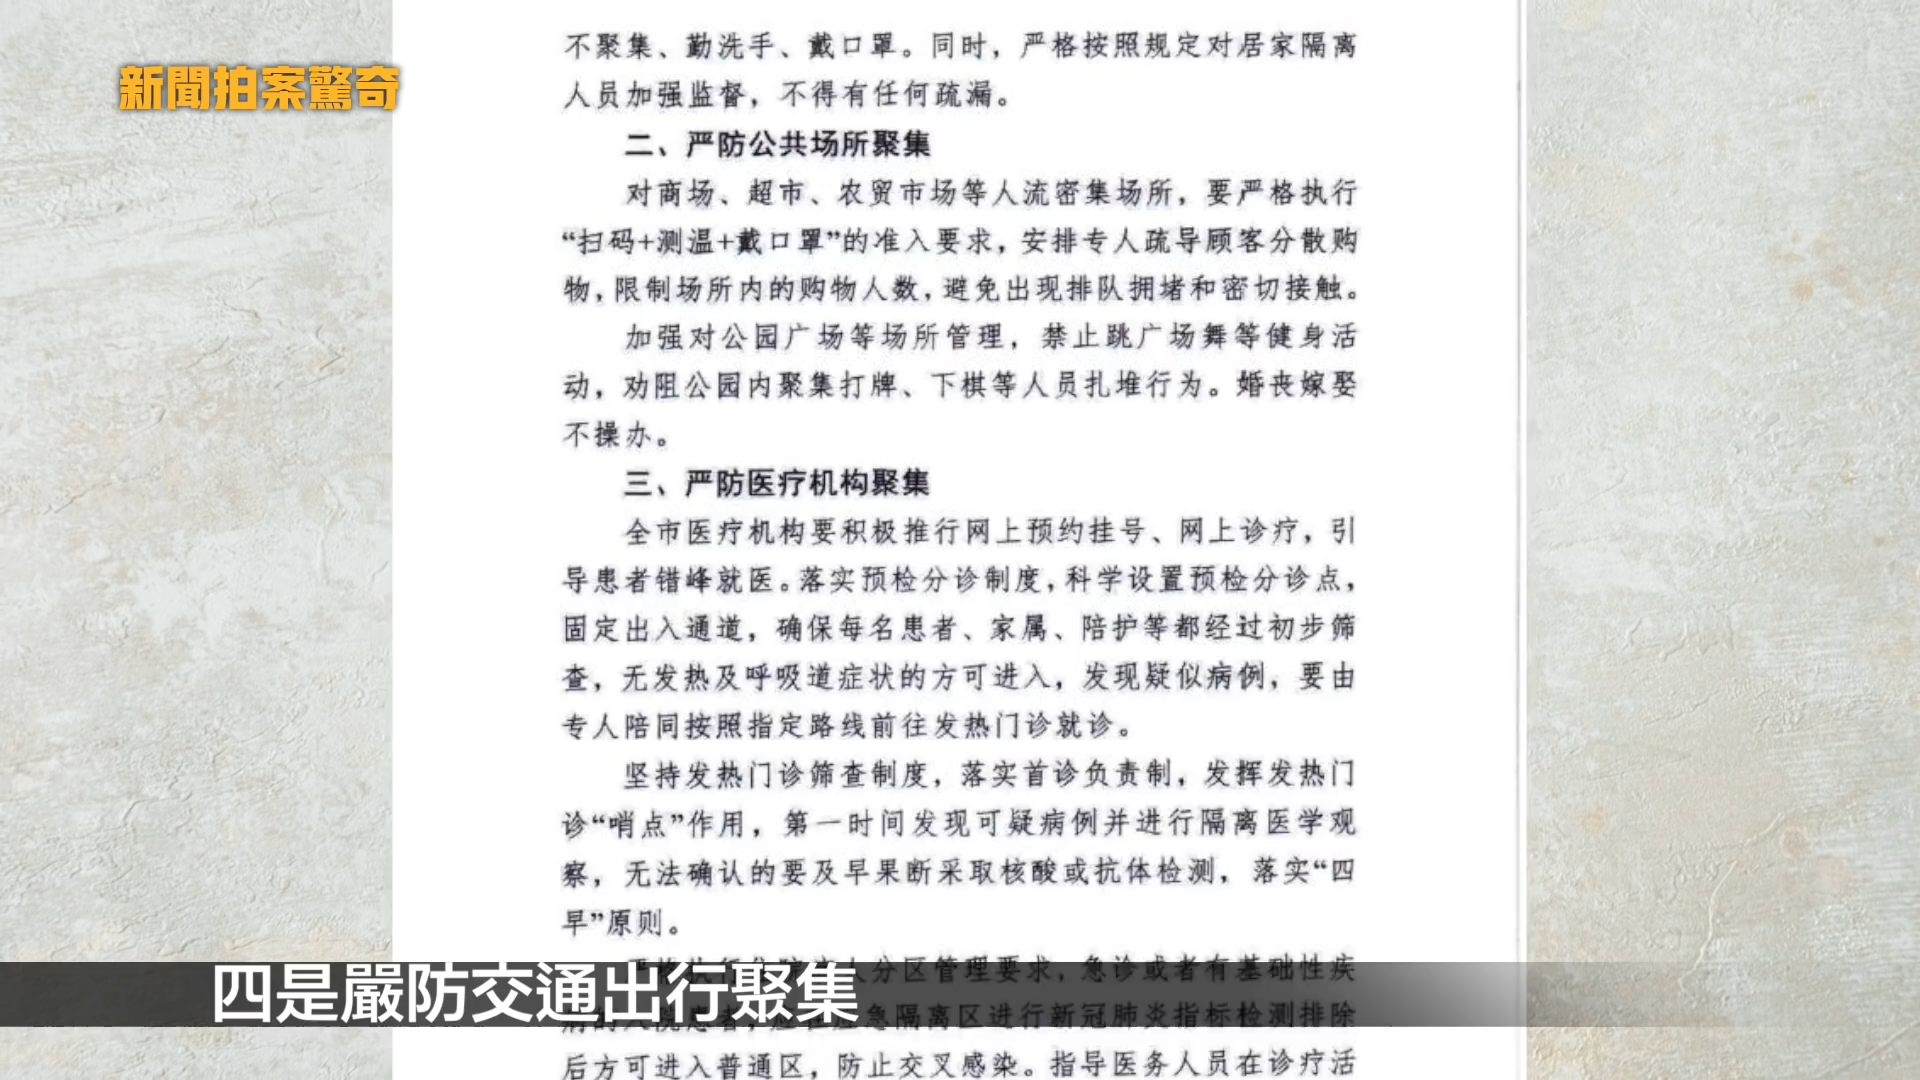 新聞拍案驚奇
不聚集、勤洗手、戴口罩。同时，严格按照规定对居家隔离
人员加强监督，不得有任何疏漏。
二、严防公共场所聚集
对商场、超市、农贸市场等人流密集场所，要严格执行
“扫码+测温+戴口罩”的准入要求，安排专人疏导顾客分散购
物，限制场所内的购物人数，避免出现排队拥堵和密切接触。
加强对公园广场等场所管理，禁止跳广场舞等健身活
动，劝阻公园内聚集打牌、下棋等人员扎堆行为。婚丧嫁娶
不操办。
三、严防医疗机构聚集
全市医疗机构要积极推行网上预约挂号、网上诊疗，引
导患者错峰就医。落实预检分诊制度，科学设置预检分诊点，
固定出入通道，确保每名患者、家属、陪护等都经过初步筛
查，无发热及呼吸道症状的方可进入，发现疑似病例，要由
专人陪同按照指定路线前往发热门诊就诊。
坚持发热门诊筛查制度，落实首诊负责制，发挥发热门
诊“哨点”作用，第一时间发现可疑病例并进行隔离医学观
察，无法确认的要及早果断采取核酸或抗体检测，落实“四
早”原则。
分区管理要求，急诊或者有基础性疾
急隔离区进行新冠肺炎指标检测排除
后方可进入普通区，防止交叉感染。指导医务人员在诊疗活
四是嚴防交通出行聚集